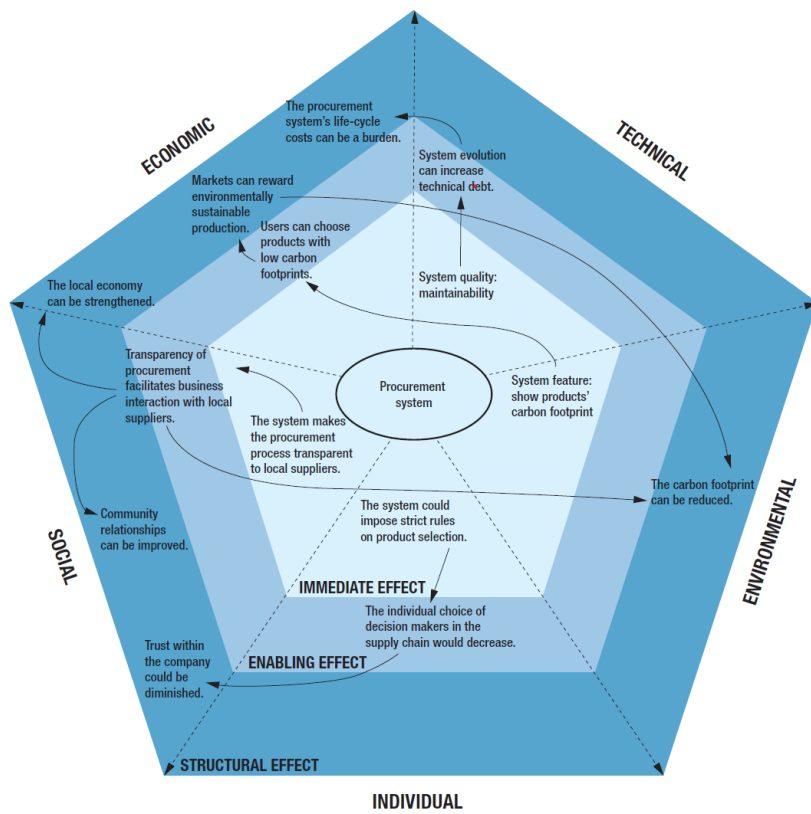 ECONOMIC
TECHNICAL
The procurement
system's life-cycle
costs can be a burden.
System evolution
can increase
technical debt.
Markets can reward
environmentally
sustainable
production.
Users can choose
products with
low carbon
footprints.
System quality:
maintainability
The local economy
can be strengthened.
Transparency of
procurement
facilitates business
interaction with local
suppliers.
Procurement
system
System feature:
show products'
carbon footprint
The system makes
the procurement
process transparent
to local suppliers.
The carbon footprint
can be reduced.
The system could
impose strict rules
on product selection.
Community
relationships
can be improved.
SOCIAL
ENVIRONMENTAL
IMMEDIATE EFFECT
The individual choice of
decision makers in the
supply chain would decrease.
Trust within
the company
could be
diminished.
ENABLING EFFECT
STRUCTURAL EFFECT
INDIVIDUAL